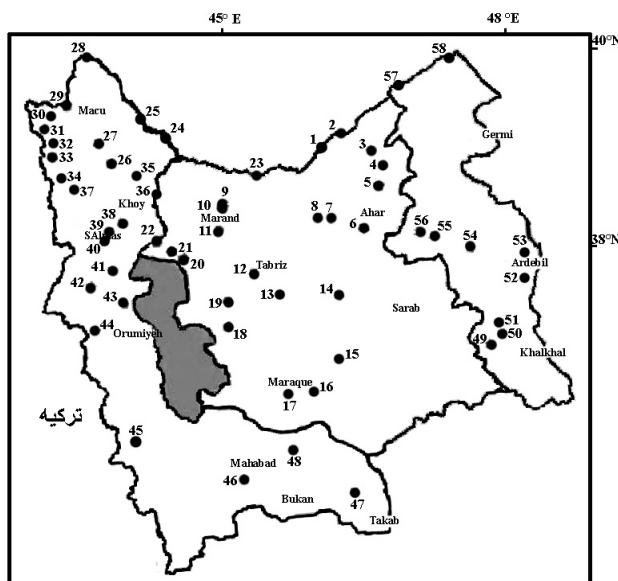 45° E
48° E
40°N
28
58
57
29
Macu
30
25
31
24
2
Germi
32
27
1
3
33
26
35
23
4
34
37
36
5
9
10
Khoy
38
Marand
8 7
Ahar
39
SAlmas
11
6
56
55
38°N
40
22
21
54
53
20
Tabriz
Ardebil
41
12
52
42
43
19
13
14
Sarab
51
44
Orumiyeh
18
49
50
Khalkhal
15
Maraque
16
17
تركيه
45
48
Mahabad
46
Bukan
47
Takab